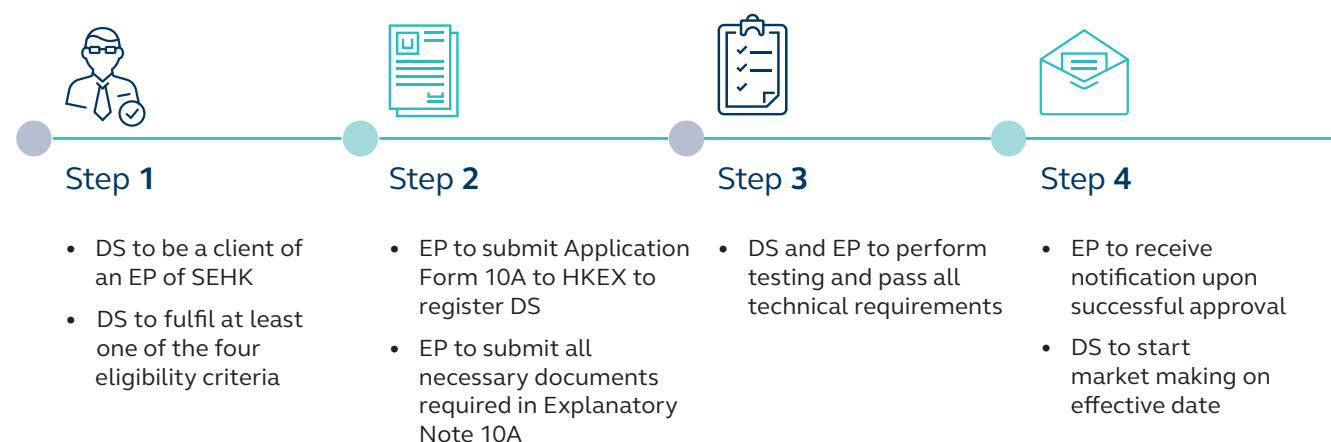 Step 1
• DS to be a client of
an EP of SEHK
• DS to fulfil at least
one of the four
eligibility criteria
Step 2
• EP to submit Application
Form 10A to HKEX to
register DS
• EP to submit all
necessary documents
required in Explanatory
Note 10A
Step 3
• DS and EP to perform
testing and pass all
technical requirements
Step 4
• EP to receive
notification upon
successful approval
• DS to start
market making on
effective date